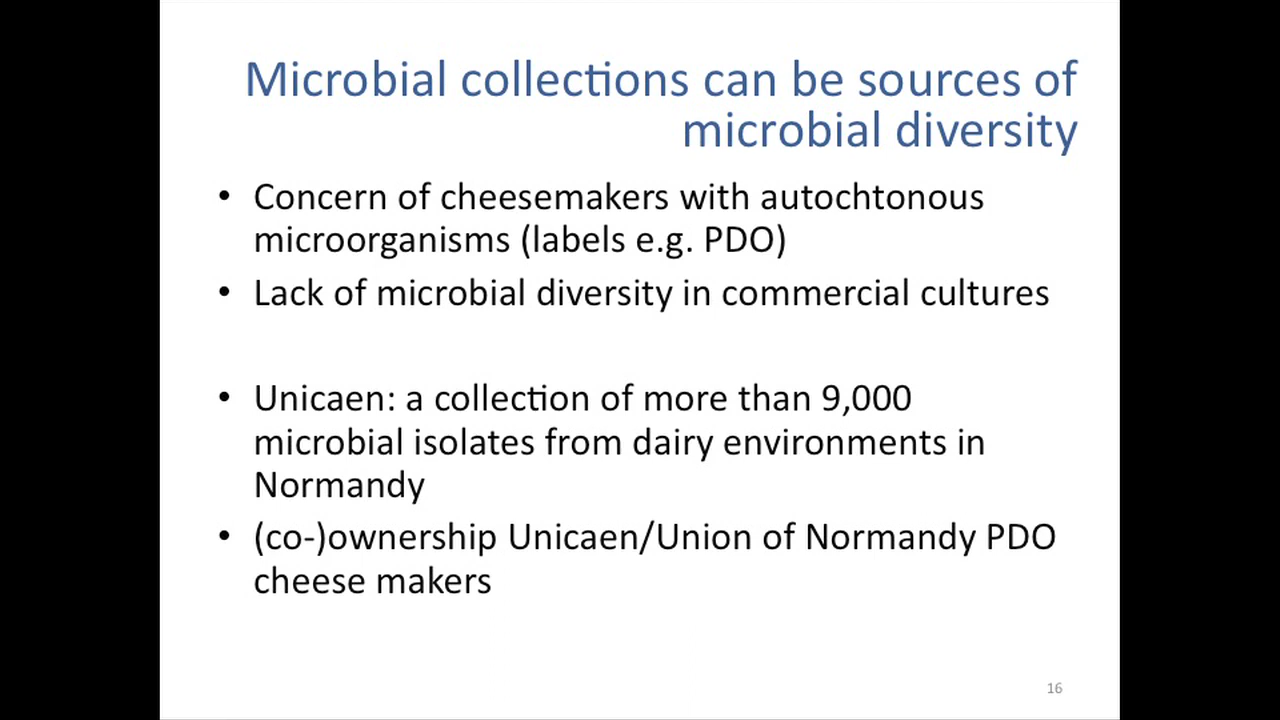 Microbial collections can be sources of
microbial diversity
• Concern of cheesemakers with autochtonous
microorganisms (labels e.g. PDO)
• Lack of microbial diversity in commercial cultures
• Unicaen: a collection of more than 9,000
microbial isolates from dairy environments in
Normandy
• (co-)ownership Unicaen/Union of Normandy PDO
cheese makers
16